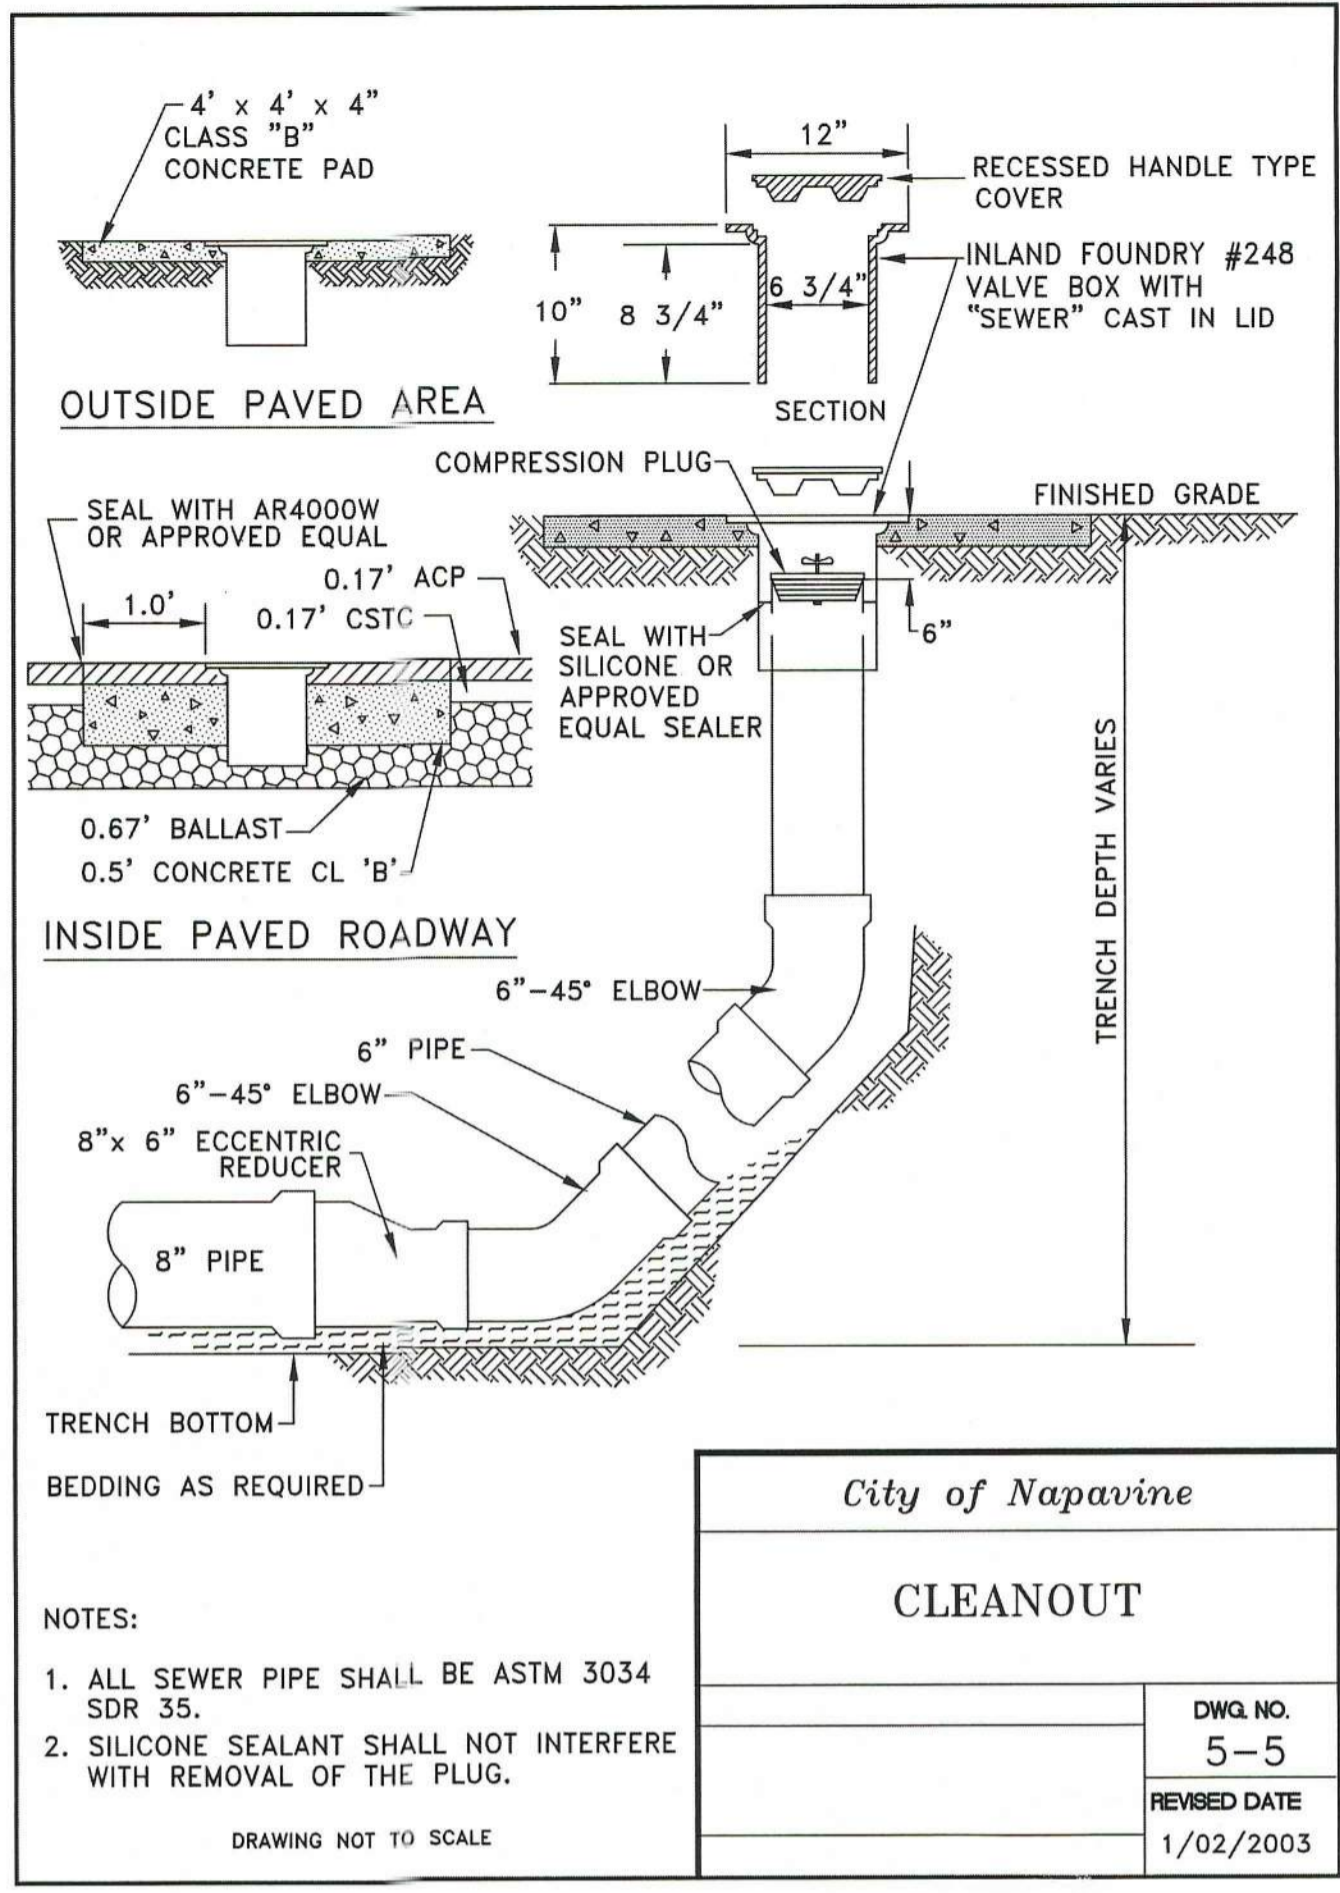 4' x 4' x 4"
CLASS "B"
CONCRETE PAD
OUTSIDE PAVED AREA
12"
RECESSED HANDLE TYPE
COVER
INLAND FOUNDRY #248
VALVE BOX WITH
"SEWER" CAST IN LID
10"
8 3/4"
6 3/4"
SECTION
COMPRESSION PLUG
FINISHED GRADE
SEAL WITH AR4000W
OR APPROVED EQUAL
0.17' ACP
1.0'
0.17' CSTC
SEAL WITH
SILICONE OR
APPROVED
EQUAL SEALER
6"
0.67' BALLAST
0.5' CONCRETE CL 'B'
INSIDE PAVED ROADWAY
TRENCH DEPTH VARIES
6"-45° ELBOW
6" PIPE
6"-45° ELBOW
8"x 6" ECCENTRIC
REDUCER
8" PIPE
TRENCH BOTTOM
BEDDING AS REQUIRED
NOTES:
1. ALL SEWER PIPE SHALL BE ASTM 3034
SDR 35.
2. SILICONE SEALANT SHALL NOT INTERFERE
WITH REMOVAL OF THE PLUG.
DRAWING NOT TO SCALE
City of Napavine
CLEANOUT
DWG. NO.
5-5
REVISED DATE
1/02/2003